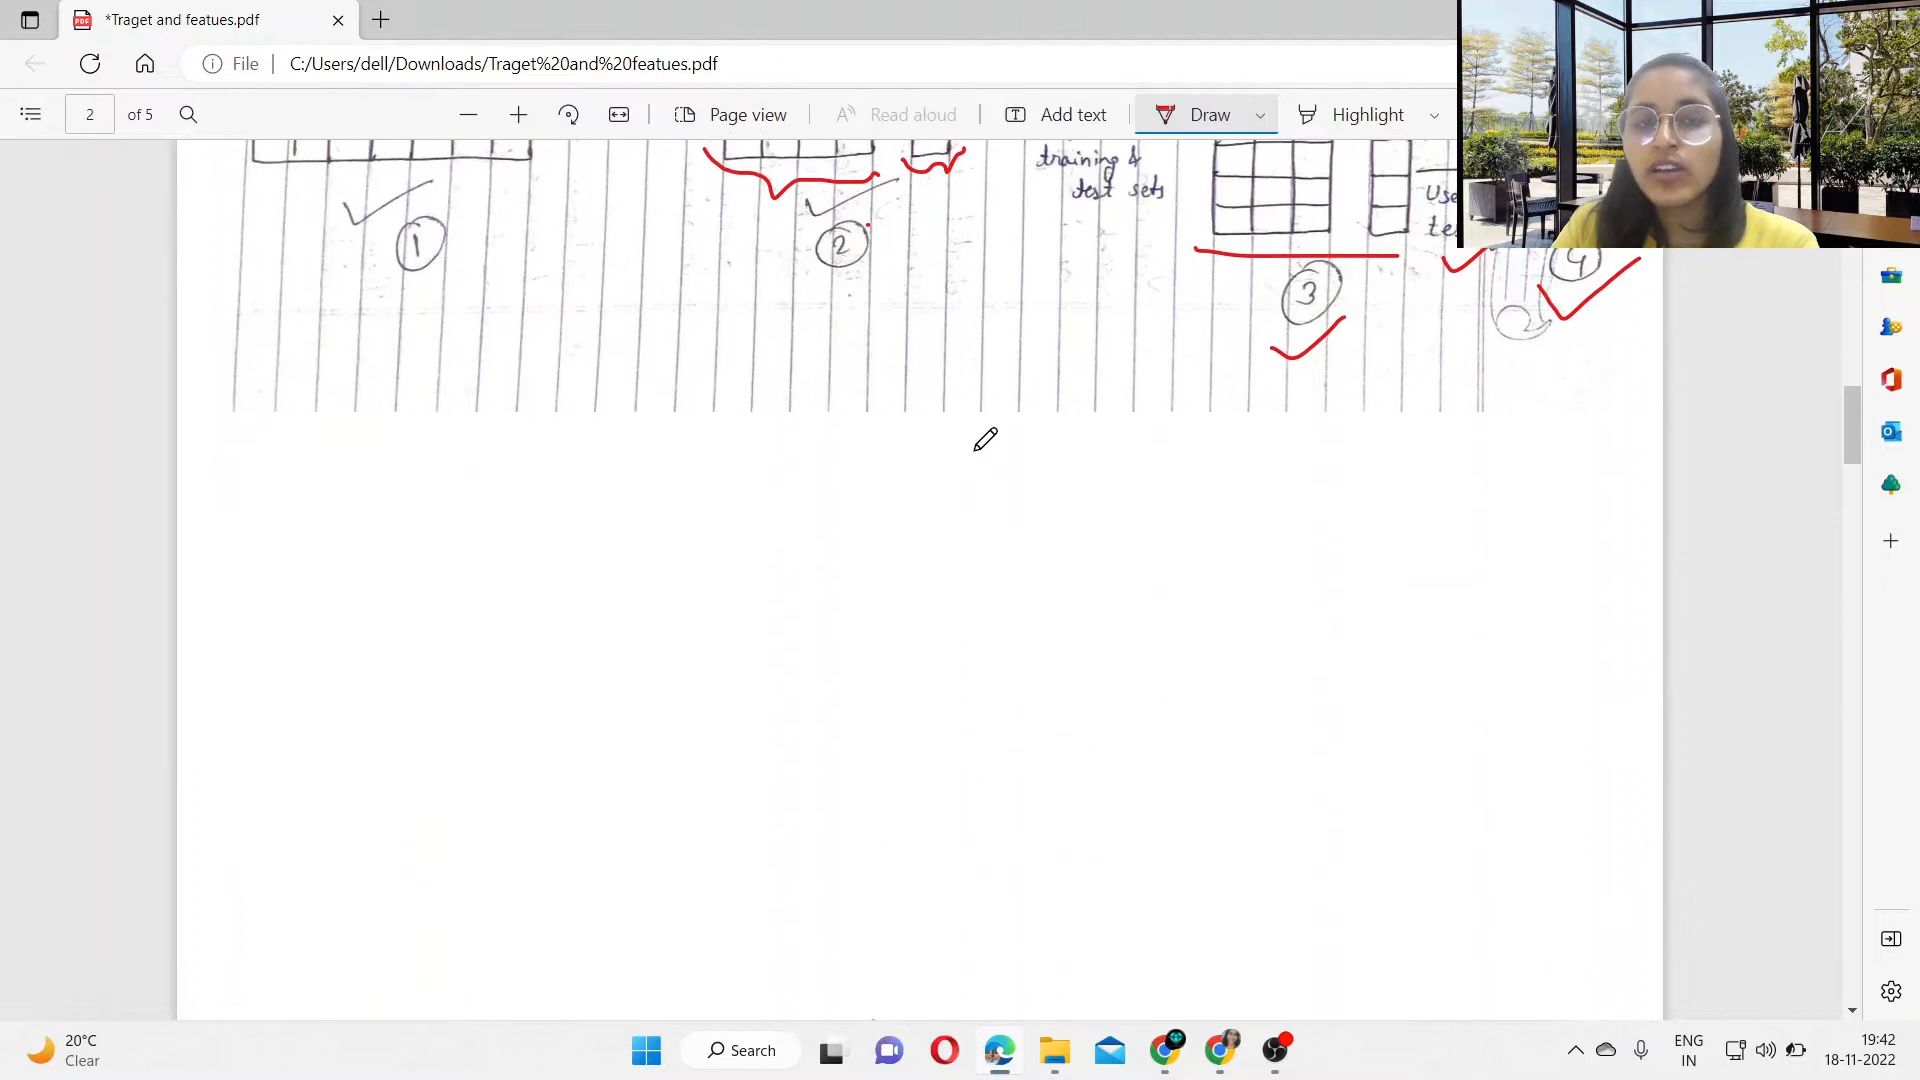 *Traget and featues.pdf
File
C:/Users/dell/Downloads/Traget%20and%20featues.pdf
2 of 5
Page view
Read aloud
Add text
Draw
Highlight
training &
test sets
Use
te
1
2
3
4
20°C
Clear
Search
ENG
IN
19:42
18-11-2022